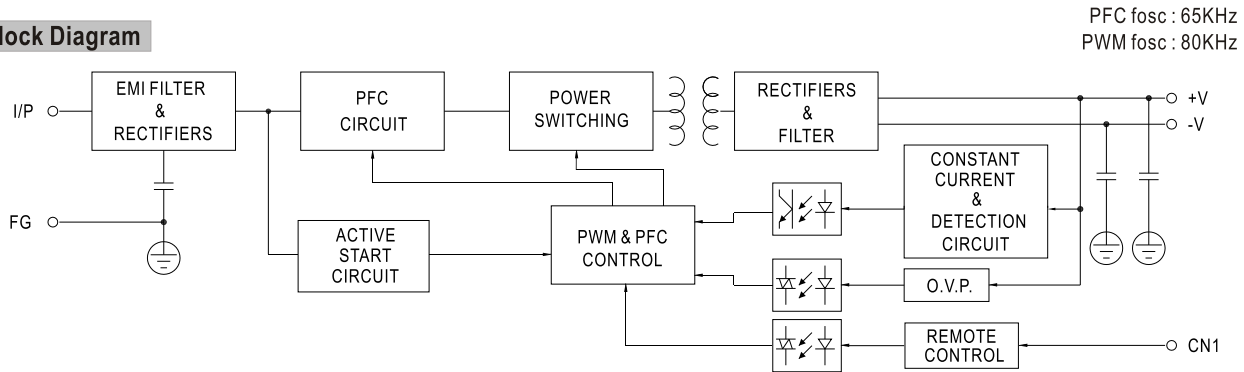 PFC fosc : 65KHz
lock Diagram
PWM fosc : 80KHz
EMI FILTER
&
RECTIFIERS
PFC
CIRCUIT
POWER
SWITCHING
RECTIFIERS
&
FILTER
I/P
+V
-V
CONSTANT
CURRENT
&
DETECTION
CIRCUIT
FG
ACTIVE
START
CIRCUIT
PWM & PFC
CONTROL
O.V.P.
REMOTE
CONTROL
CN1